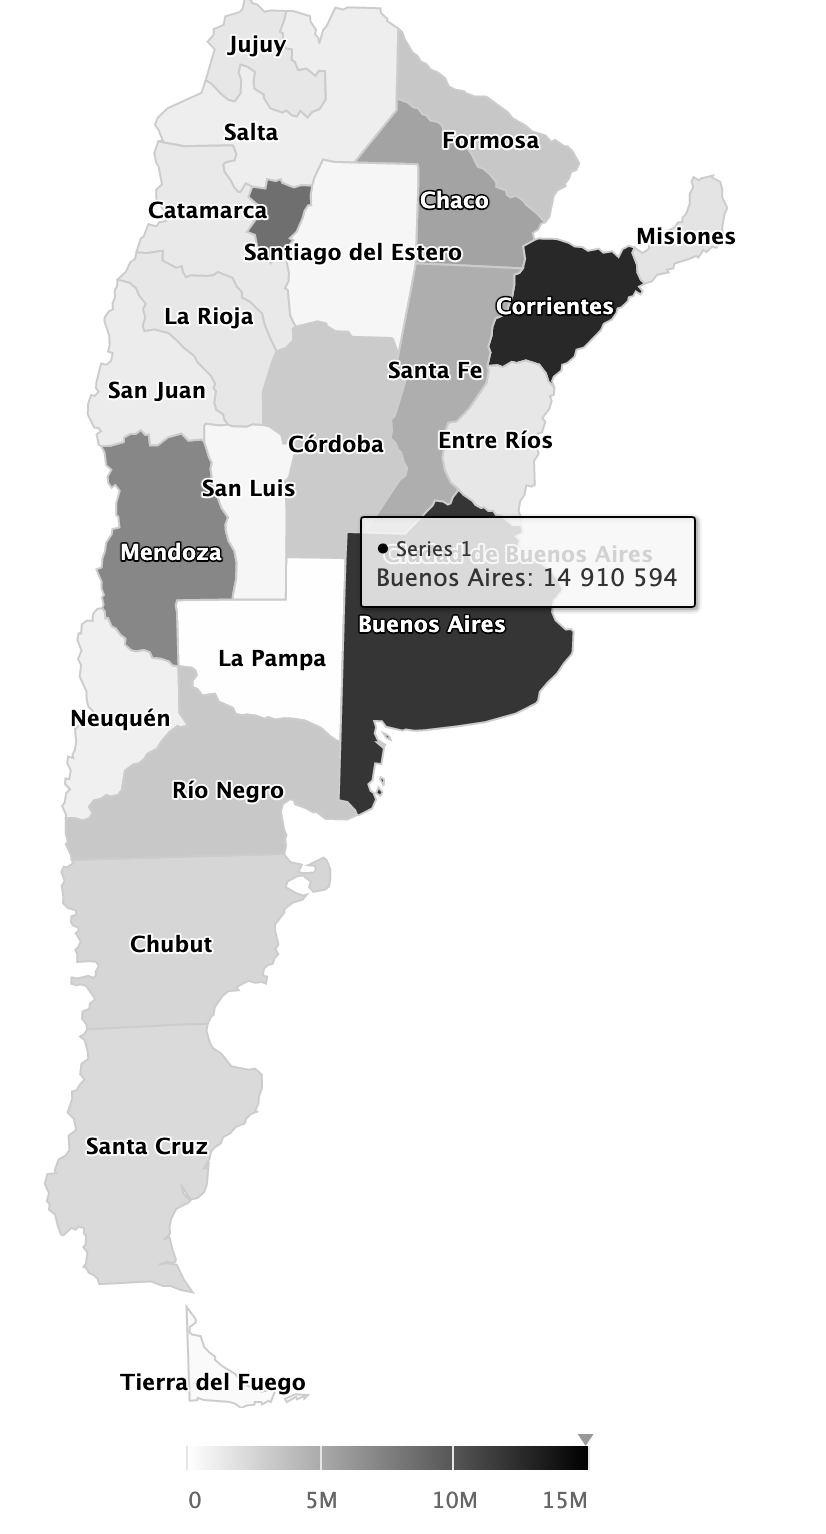 Jujuy
Salta
Formosa
Chaco
Catamarca
Misiones
Santiago del Estero
Corrientes
La Rioja
Santa Fe
San Juan
Entre Ríos
Córdoba
San Luis
Mendoza
● Series 1
Ciudad de Buenos Aires
Buenos Aires: 14 910 594
Buenos Aires
La Pampa
Neuquén
Río Negro
Chubut
Santa Cruz
Tierra del Fuego
0 5M 10M 15M